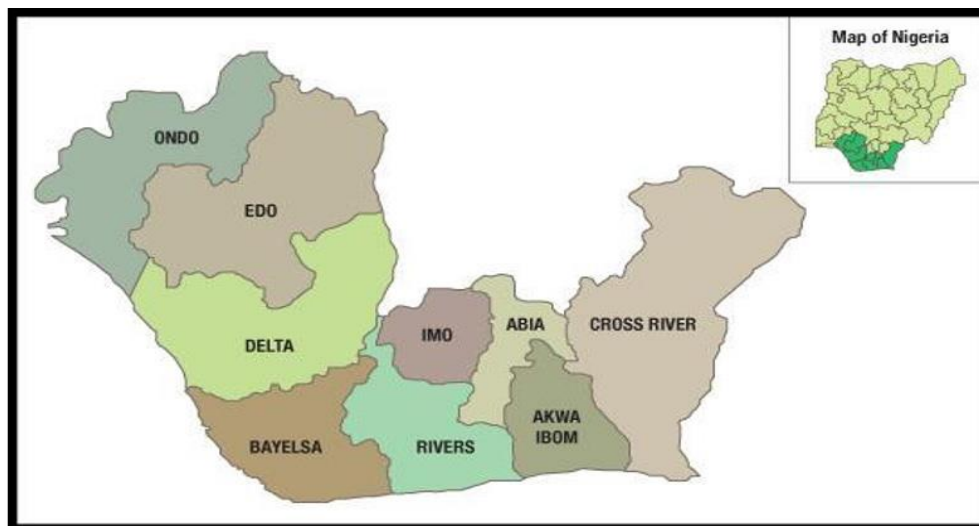 Map of Nigeria
ONDO
EDO
DELTA
IMO
ABIA
CROSS RIVER
BAYELSA
RIVERS
AKWA
IBOM